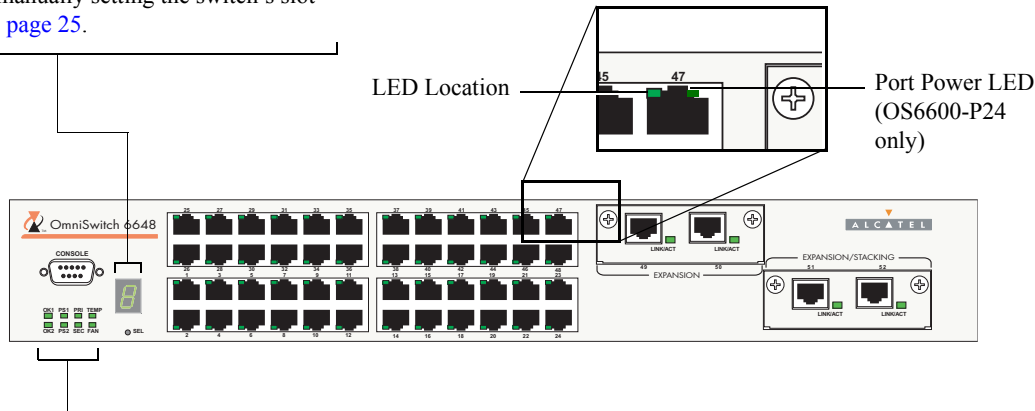 manually setting the switch's slot
page 25.
LED Location
45 47
Port Power LED
(OS6600-P24
only)
OmniSwitch 6648
CONSOLE
OK1 PS1 PRI TEMP
OK2 PS2 SEC FAN
SEL
25 27 29 31 33 35
26 28 30 32 34 36
1 3 5 7 9 11
2 4 6 8 10 12
37 39 41 43 45 47
38 40 42 44 46 48
13 15 17 19 21 23
14 16 18 20 22 24
LINK/ACT LINK/ACT
49 50
EXPANSION
ALCATEL
EXPANSION/STACKING
51 52
LINK/ACT LINK/ACT